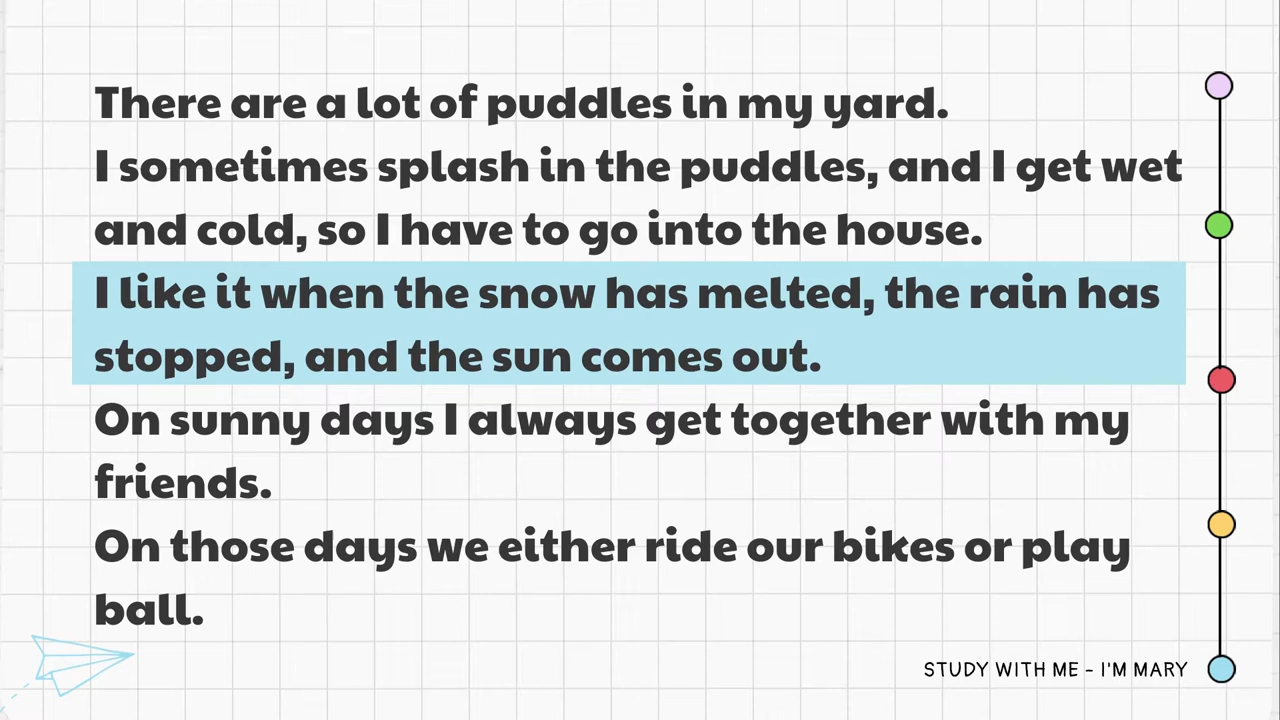 There are a lot of puddles in my yard.
I sometimes splash in the puddles, and I get wet
and cold, so I have to go into the house.
I like it when the snow has melted, the rain has
stopped, and the sun comes out.
On sunny days I always get together with my
friends.
On those days we either ride our bikes or play
ball.
STUDY WITH ME - I'M MARY